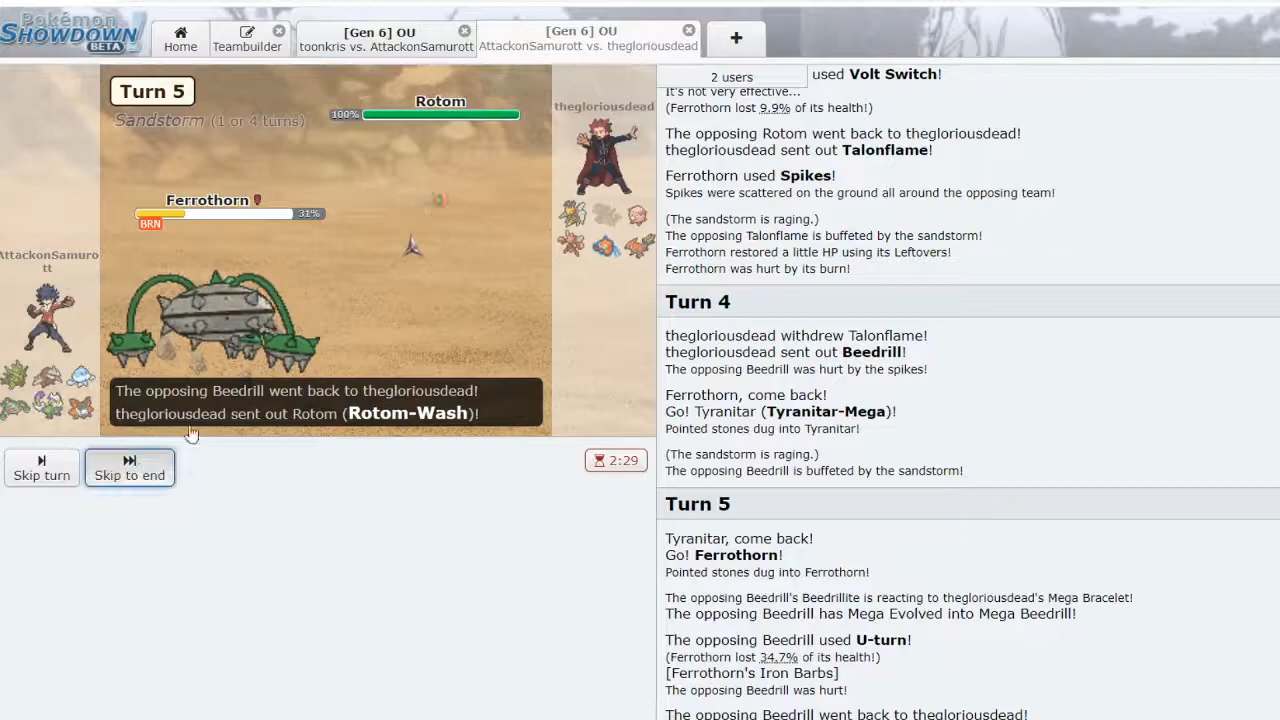 Pokémon
SHOWDOWN!
BETA
Home
Teambuilder
[Gen 6] OU
toonkris vs. AttackonSamurott
[Gen 6] OU
AttackonSamurott vs. thegloriousdead
+
Turn 5
Sandstorm (1 or 4 turns)
Rotom
100%
Ferrothorn
31%
BRN
AttackonSamuro
tt
thegloriousdead
The opposing Beedrill went back to thegloriousdead!
thegloriousdead sent out Rotom (Rotom-Wash)!
Skip turn
Skip to end
2:29
2 users
used Volt Switch!
It's not very effective...
(Ferrothorn lost 9.9% of its health!)
The opposing Rotom went back to thegloriousdead!
thegloriousdead sent out Talonflame!
Ferrothorn used Spikes!
Spikes were scattered on the ground all around the opposing team!
(The sandstorm is raging.)
The opposing Talonflame is buffeted by the sandstorm!
Ferrothorn restored a little HP using its Leftovers!
Ferrothorn was hurt by its burn!
Turn 4
thegloriousdead withdrew Talonflame!
thegloriousdead sent out Beedrill!
The opposing Beedrill was hurt by the spikes!
Ferrothorn, come back!
Go! Tyranitar (Tyranitar-Mega)!
Pointed stones dug into Tyranitar!
(The sandstorm is raging.)
The opposing Beedrill is buffeted by the sandstorm!
Turn 5
Tyranitar, come back!
Go! Ferrothorn!
Pointed stones dug into Ferrothorn!
The opposing Beedrill's Beedrillite is reacting to thegloriousdead's Mega Bracelet!
The opposing Beedrill has Mega Evolved into Mega Beedrill!
The opposing Beedrill used U-turn!
(Ferrothorn lost 34.7% of its health!)
[Ferrothorn's Iron Barbs]
The opposing Beedrill was hurt!
The opposing Beedrill went back to thegloriousdead!